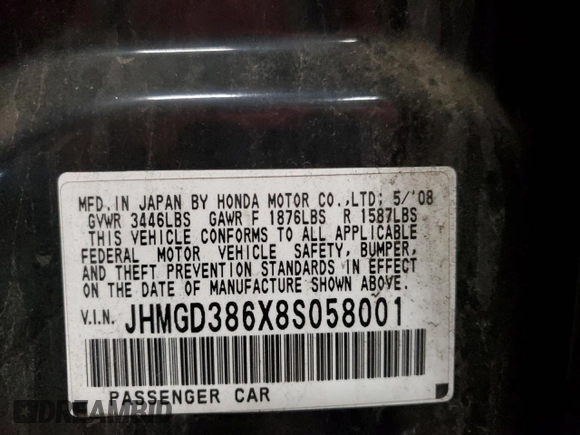 MFD. IN JAPAN BY HONDA MOTOR CO.,LTD; 5/'08
GVWR 3446LBS GAWR F 1876LBS R 1587LBS
THIS VEHICLE CONFORMS TO ALL APPLICABLE
FEDERAL MOTOR VEHICLE SAFETY, BUMPER,
AND THEFT PREVENTION STANDARDS IN EFFECT
ON THE DATE OF MANUFACTURE SHOWN ABOVE.
V.I.N. JHMGD386X8S058001
PASSENGER CAR
DREAMBID